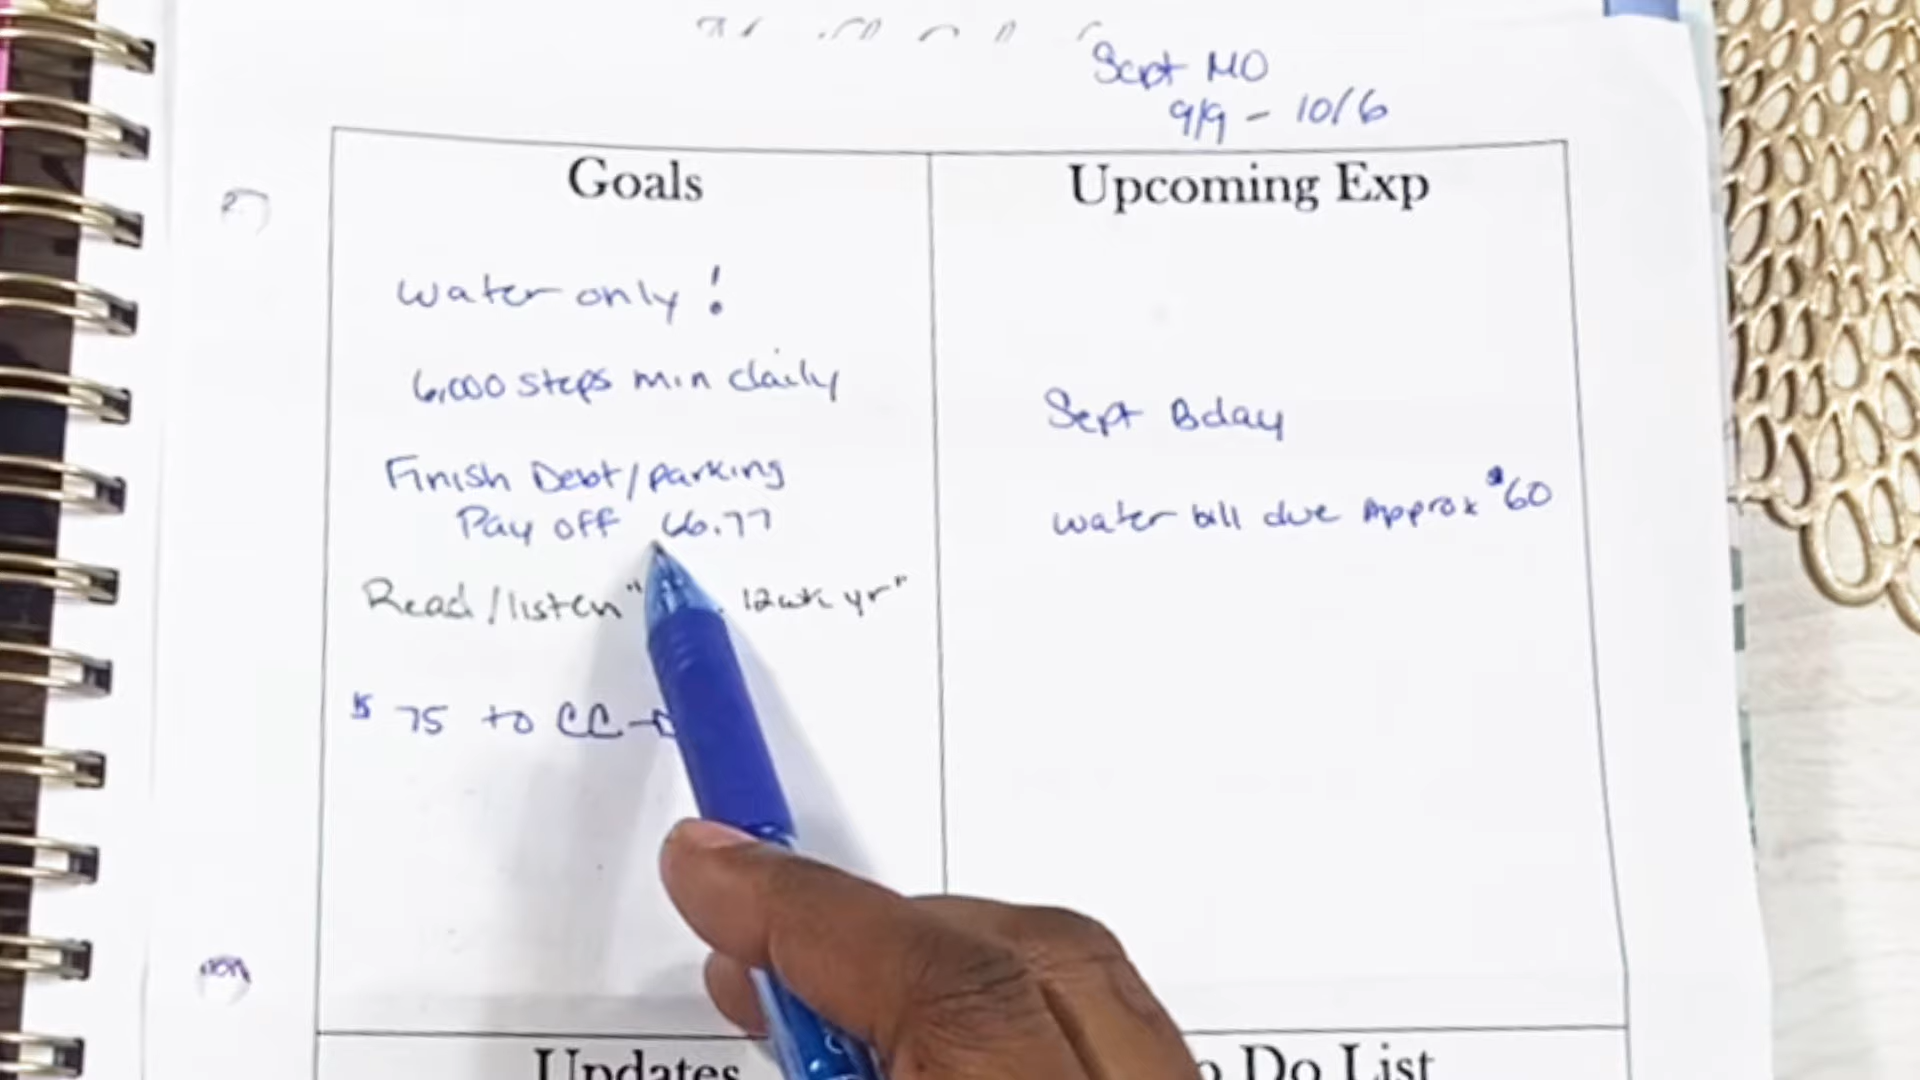 Sept MO
9/9 - 10/6
Goals
Upcoming Exp
water only !
6,000 steps min daily
Finish Debt/parking
Pay off 66.77
Read/listen " 12wk yr"
$ 75 to CC-
Sept Bday
water bill due Approx $60
Updates
Do List